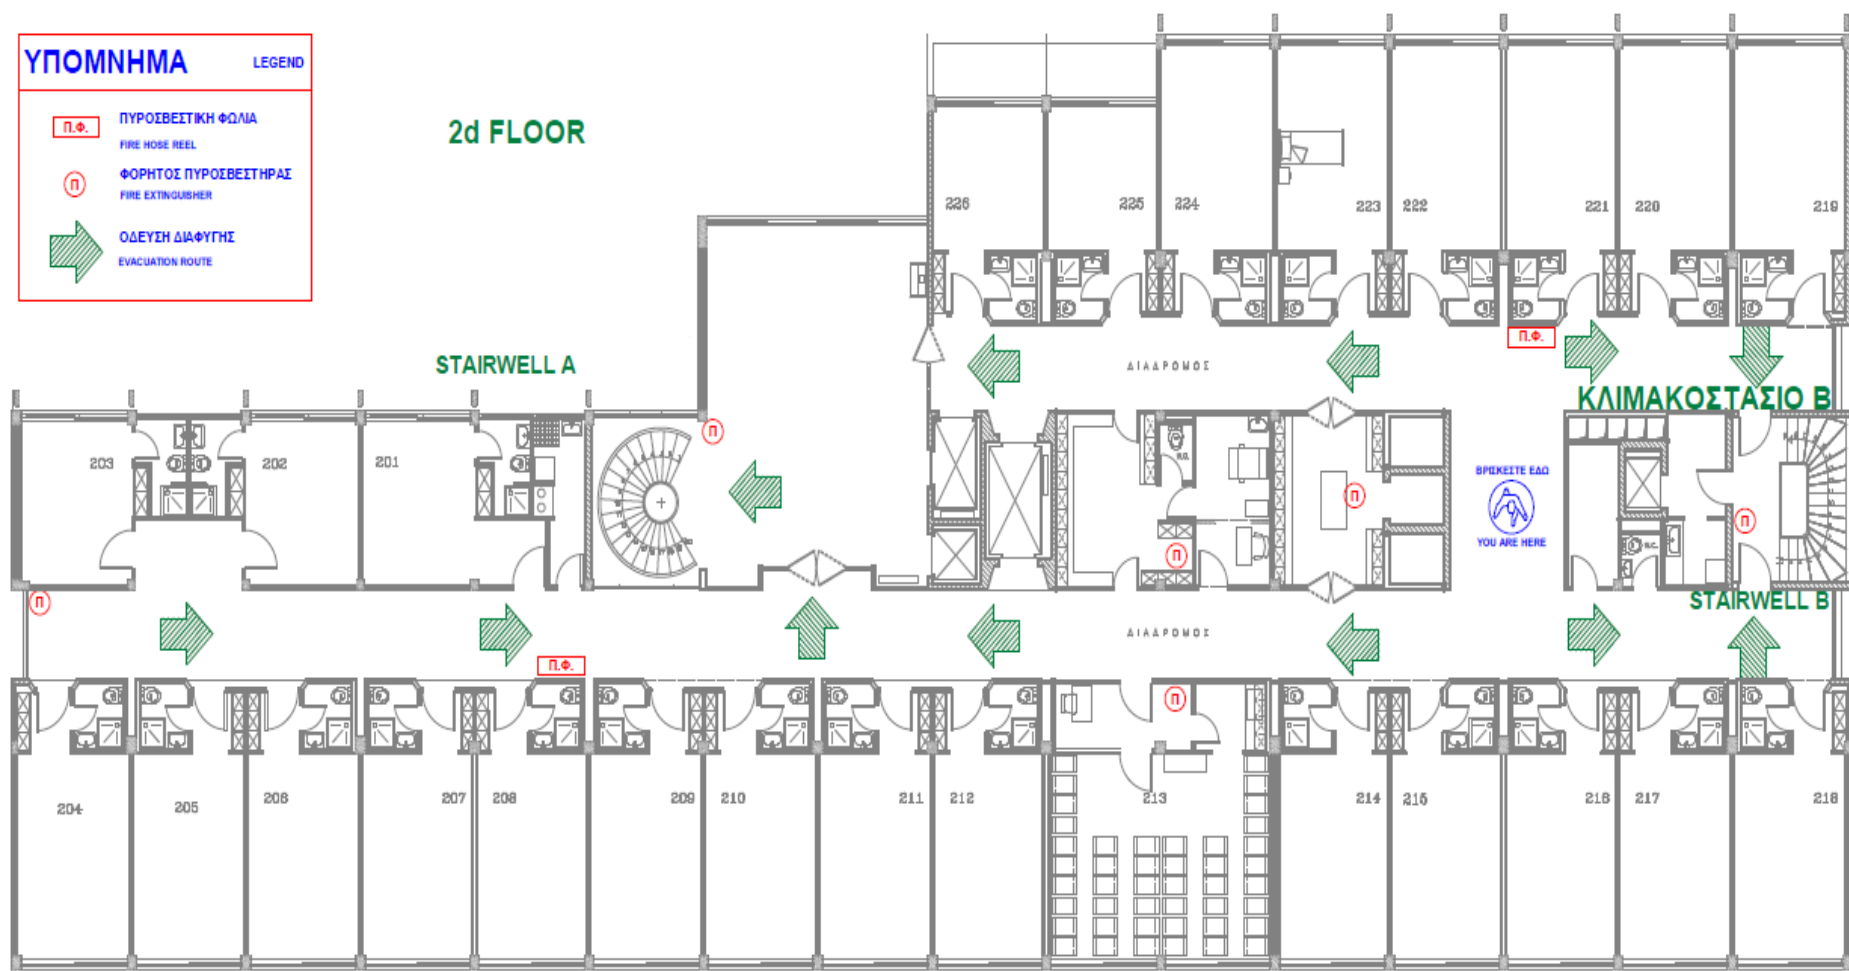 ΥΠΟΜΝΗΜΑ LEGEND
Π.Φ. ΠΥΡΟΣΒΕΣΤΙΚΗ ΦΩΛΙΑ
FIRE HOSE REEL
Π ΦΟΡΗΤΟΣ ΠΥΡΟΣΒΕΣΤΗΡΑΣ
FIRE EXTINGUISHER
ΟΔΕΥΣΗ ΔΙΑΦΥΓΗΣ
EVACUATION ROUTE
2d FLOOR
226 225 224 223 222 221 220 219
Π.Φ.
ΔΙΑΔΡΟΜΟΣ
STAIRWELL A
ΚΛΙΜΑΚΟΣΤΑΣΙΟ Β
Π
203 202 201
W.C.
ΒΡΙΣΚΕΣΤΕ ΕΔΩ
YOU ARE HERE
Π
Π
Π
W.C.
Π
STAIRWELL B
ΔΙΑΔΡΟΜΟΣ
Π.Φ.
Π
204 205 206 207 208 209 210 211 212 213 214 215 216 217 218